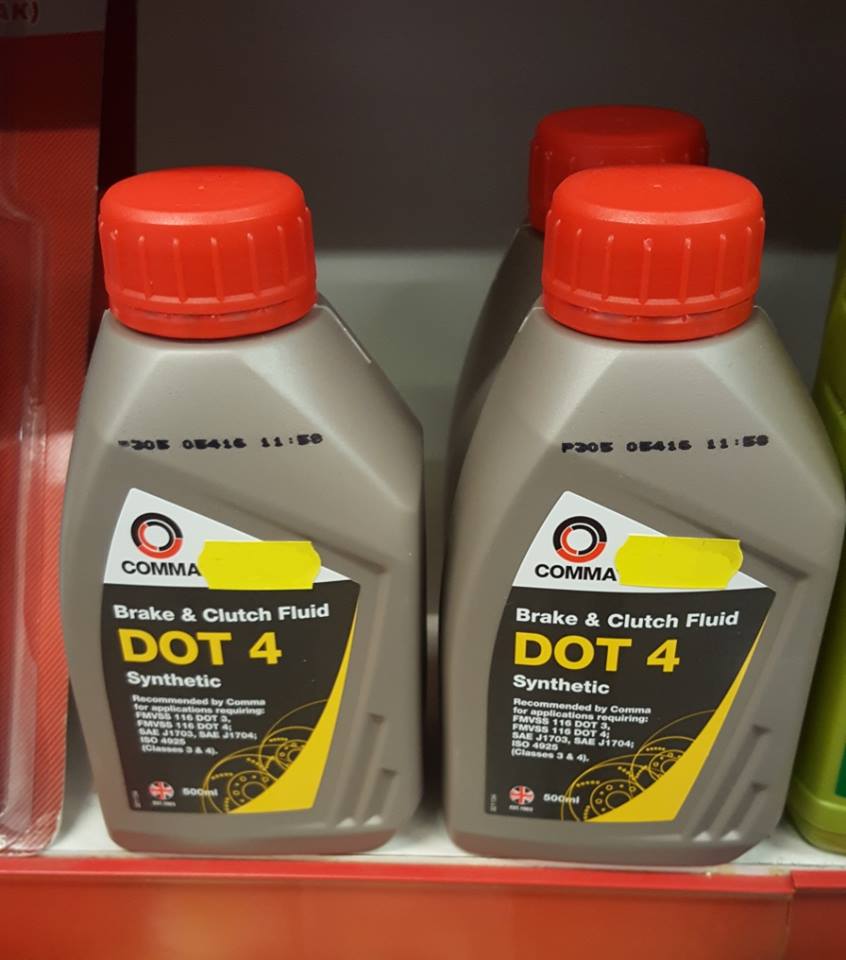 AK)
P305 05416 11:58
COMMA
Brake & Clutch Fluid
DOT 4
Synthetic
Recommended by Comma
for applications requiring:
FMVSS 116 DOT 3,
FMVSS 116 DOT 4;
SAE J1703, SAE J1704;
ISO 4925
(Classes 3 & 4).
500ml
P305 05416 11:58
COMMA
Brake & Clutch Fluid
DOT 4
Synthetic
Recommended by Comma
for applications requiring:
FMVSS 116 DOT 3,
FMVSS 116 DOT 4;
SAE J1703, SAE J1704;
ISO 4925
(Classes 3 & 4).
500ml